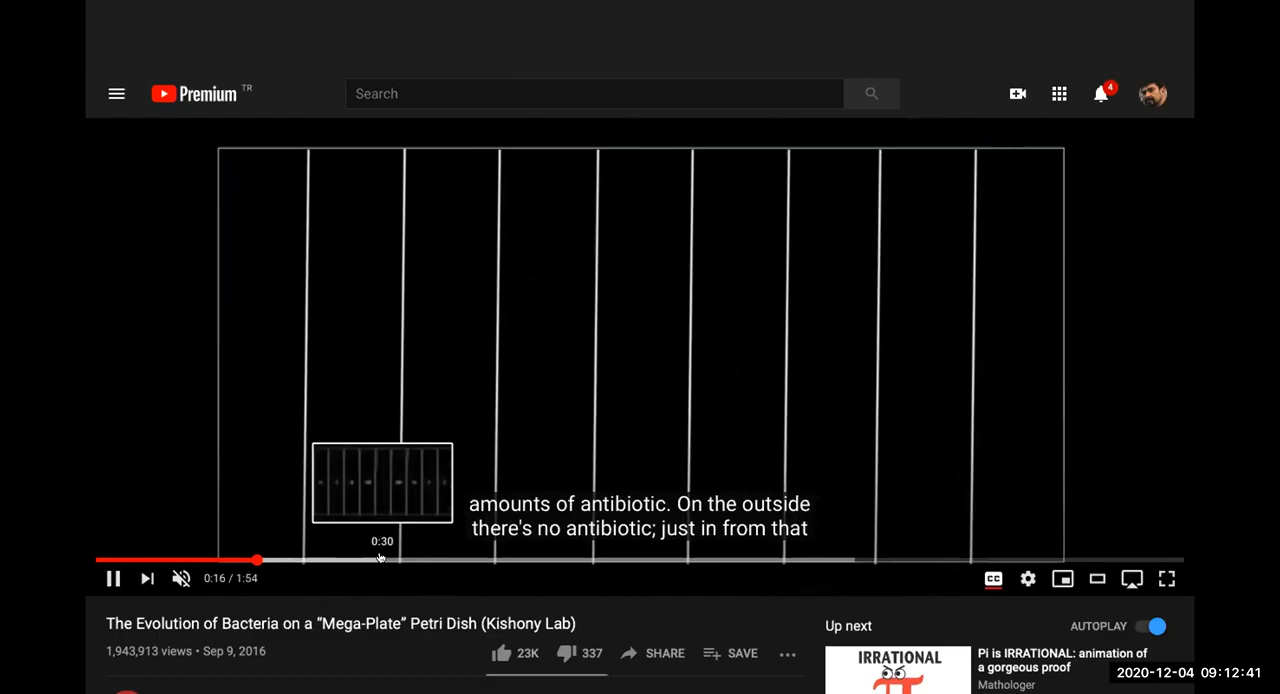 Premium TR
Search
4
amounts of antibiotic. On the outside
there's no antibiotic; just in from that
0:30
0:16 / 1:54
CC
The Evolution of Bacteria on a “Mega-Plate” Petri Dish (Kishony Lab)
1,943,913 views • Sep 9, 2016
23K
337
SHARE
SAVE
Up next
AUTOPLAY
IRRATIONAL
Pi is IRRATIONAL: animation of
a gorgeous proof
Mathologer
2020-12-04 09:12:41